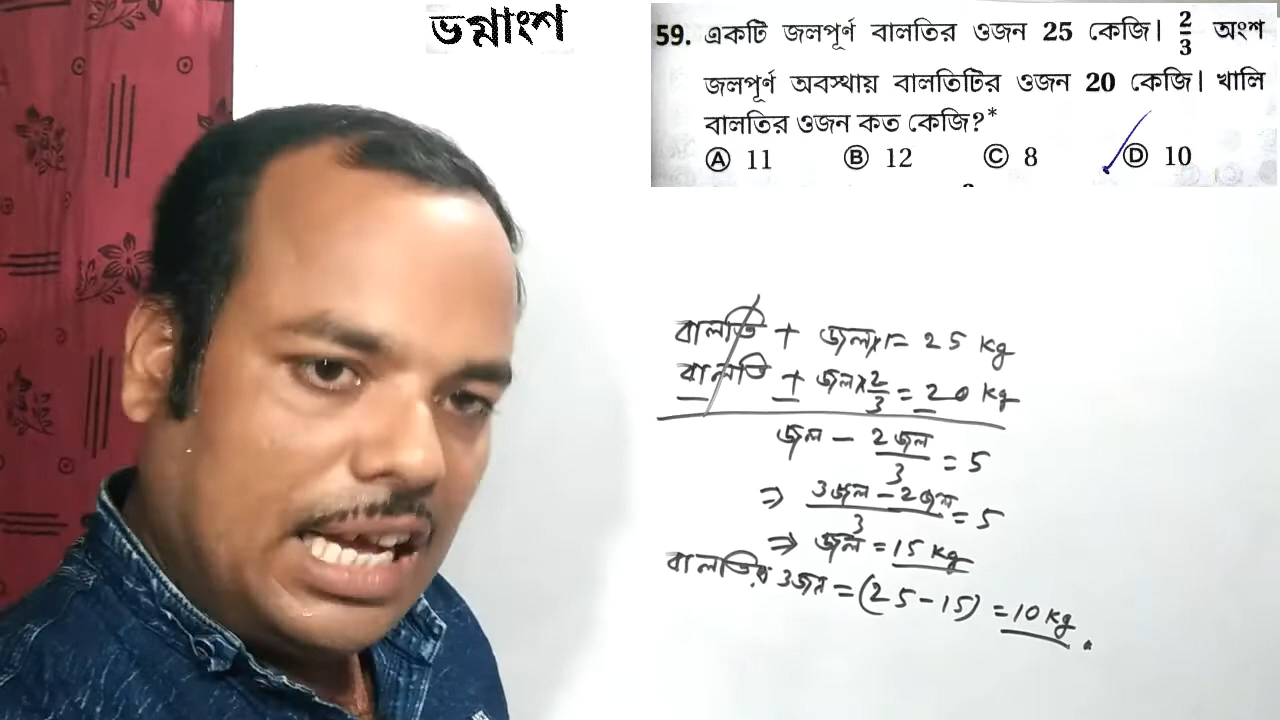 ভগ্নাংশ
59. একটি জলপূর্ণ বালতির ওজন 25 কেজি। 2/3 অংশ
জলপূর্ণ অবস্থায় বালতিটির ওজন 20 কেজি। খালি
বালতির ওজন কত কেজি?*
Ⓐ 11 Ⓑ 12 Ⓒ 8 Ⓓ 10
বালতি + জল×1 = 25 kg
বালতি + জল×2/3 = 20 kg
জল - 2জল/3 = 5
⇒ 3জল - 2জল/3 = 5
⇒ জল = 15 kg
বালতির ওজন = (25 - 15) = 10 kg.